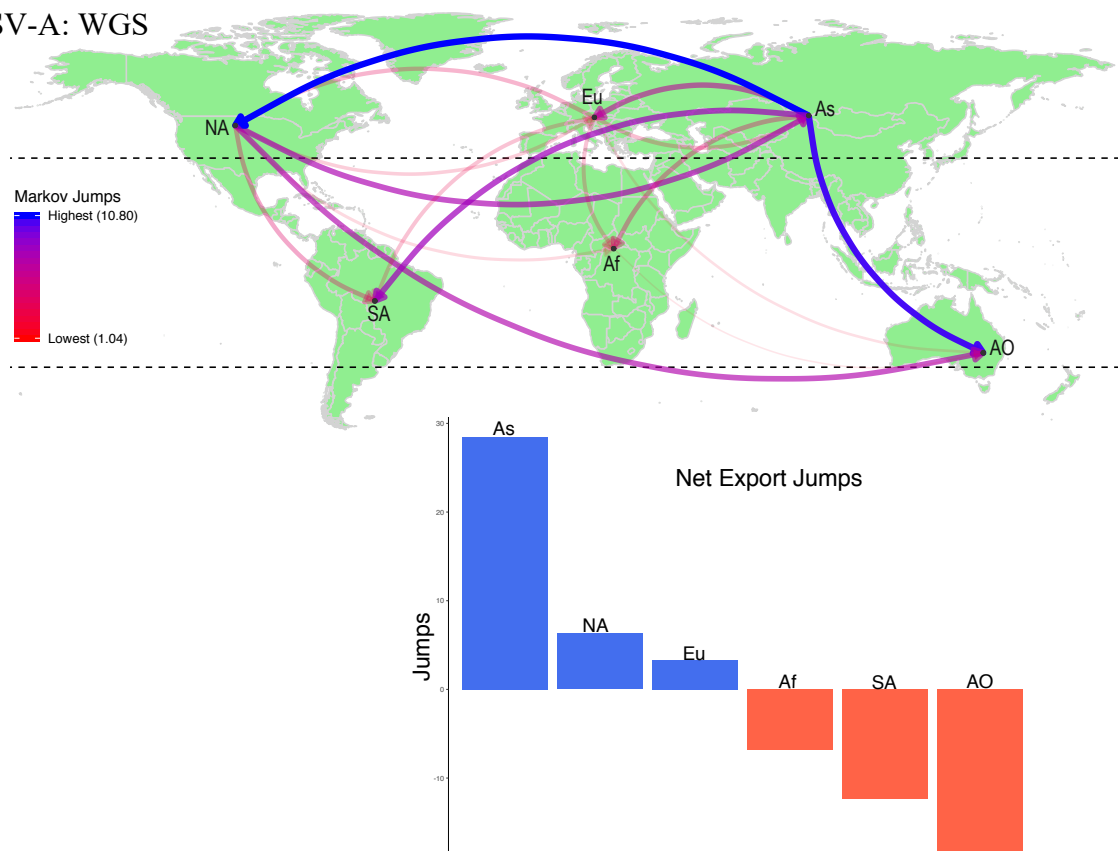 SV-A: WGS
Eu
As
NA
Markov Jumps
Highest (10.80)
Lowest (1.04)
Af
SA
AO
Net Export Jumps
Jumps
30
20
10
0
-10
As
NA
Eu
Af
SA
AO